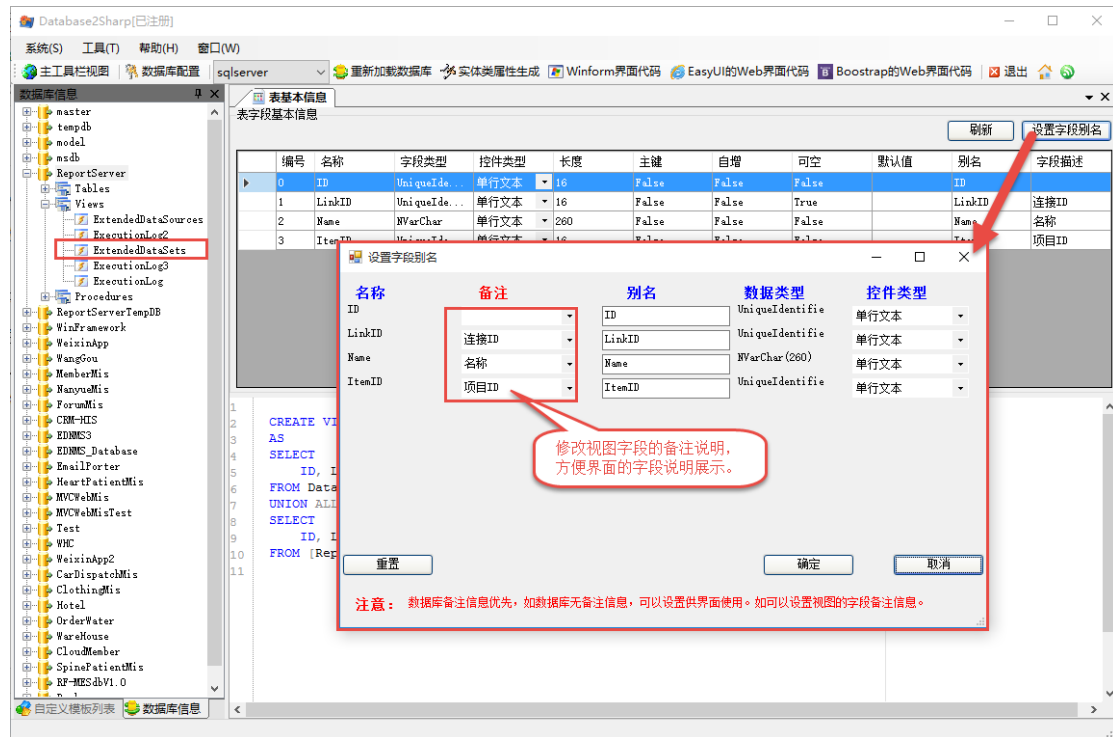 Database2Sharp[已注册]
系统(S) 工具(T) 帮助(H) 窗口(W)
主工具栏视图 数据库配置 sqlserver 重新加载数据库 实体类属性生成 Winform界面代码 EasyUI的Web界面代码 Boostrap的Web界面代码 退出
数据库信息
master
tempdb
model
msdb
ReportServer
Tables
Views
ExtendedDataSources
ExecutionLog2
ExtendedDataSets
ExecutionLog3
ExecutionLog
Procedures
ReportServerTempDB
WinFramework
WeixinApp
WangGou
MemberMis
NanyueMis
ForumMis
CRM-HIS
EDNMS3
EDNMS_Database
EmailPorter
HeartPatientMis
MVCWebMis
MVCWebMisTest
Test
WHC
WeixinApp2
CarDispatchMis
ClothingMis
Hotel
OrderWater
WareHouse
CloudMember
SpinePatientMis
RF-MESdbV1.0
自定义模板列表 数据库信息
表基本信息
表字段基本信息
刷新 设置字段别名
编号 名称 字段类型 控件类型 长度 主键 自增 可空 默认值 别名 字段描述
0 ID UniqueIde... 单行文本 16 False False False ID
1 LinkID UniqueIde... 单行文本 16 False False True LinkID 连接ID
2 Name NVarChar 单行文本 260 False False False Name 名称
3 ItemID 单行文本 16 项目ID
设置字段别名
名称 备注 别名 数据类型 控件类型
ID ID UniqueIdentifie 单行文本
LinkID 连接ID LinkID UniqueIdentifie 单行文本
Name 名称 Name NVarChar(260) 单行文本
ItemID 项目ID ItemID UniqueIdentifie 单行文本
修改视图字段的备注说明，
方便界面的字段说明展示。
重置 确定 取消
注意： 数据库备注信息优先，如数据库无备注信息，可以设置供界面使用。如可以设置视图的字段备注信息。
1
2 CREATE VI
3 AS
4 SELECT
5 ID, L
6 FROM Data
7 UNION ALL
8 SELECT
9 ID, L
10 FROM [Rep
11